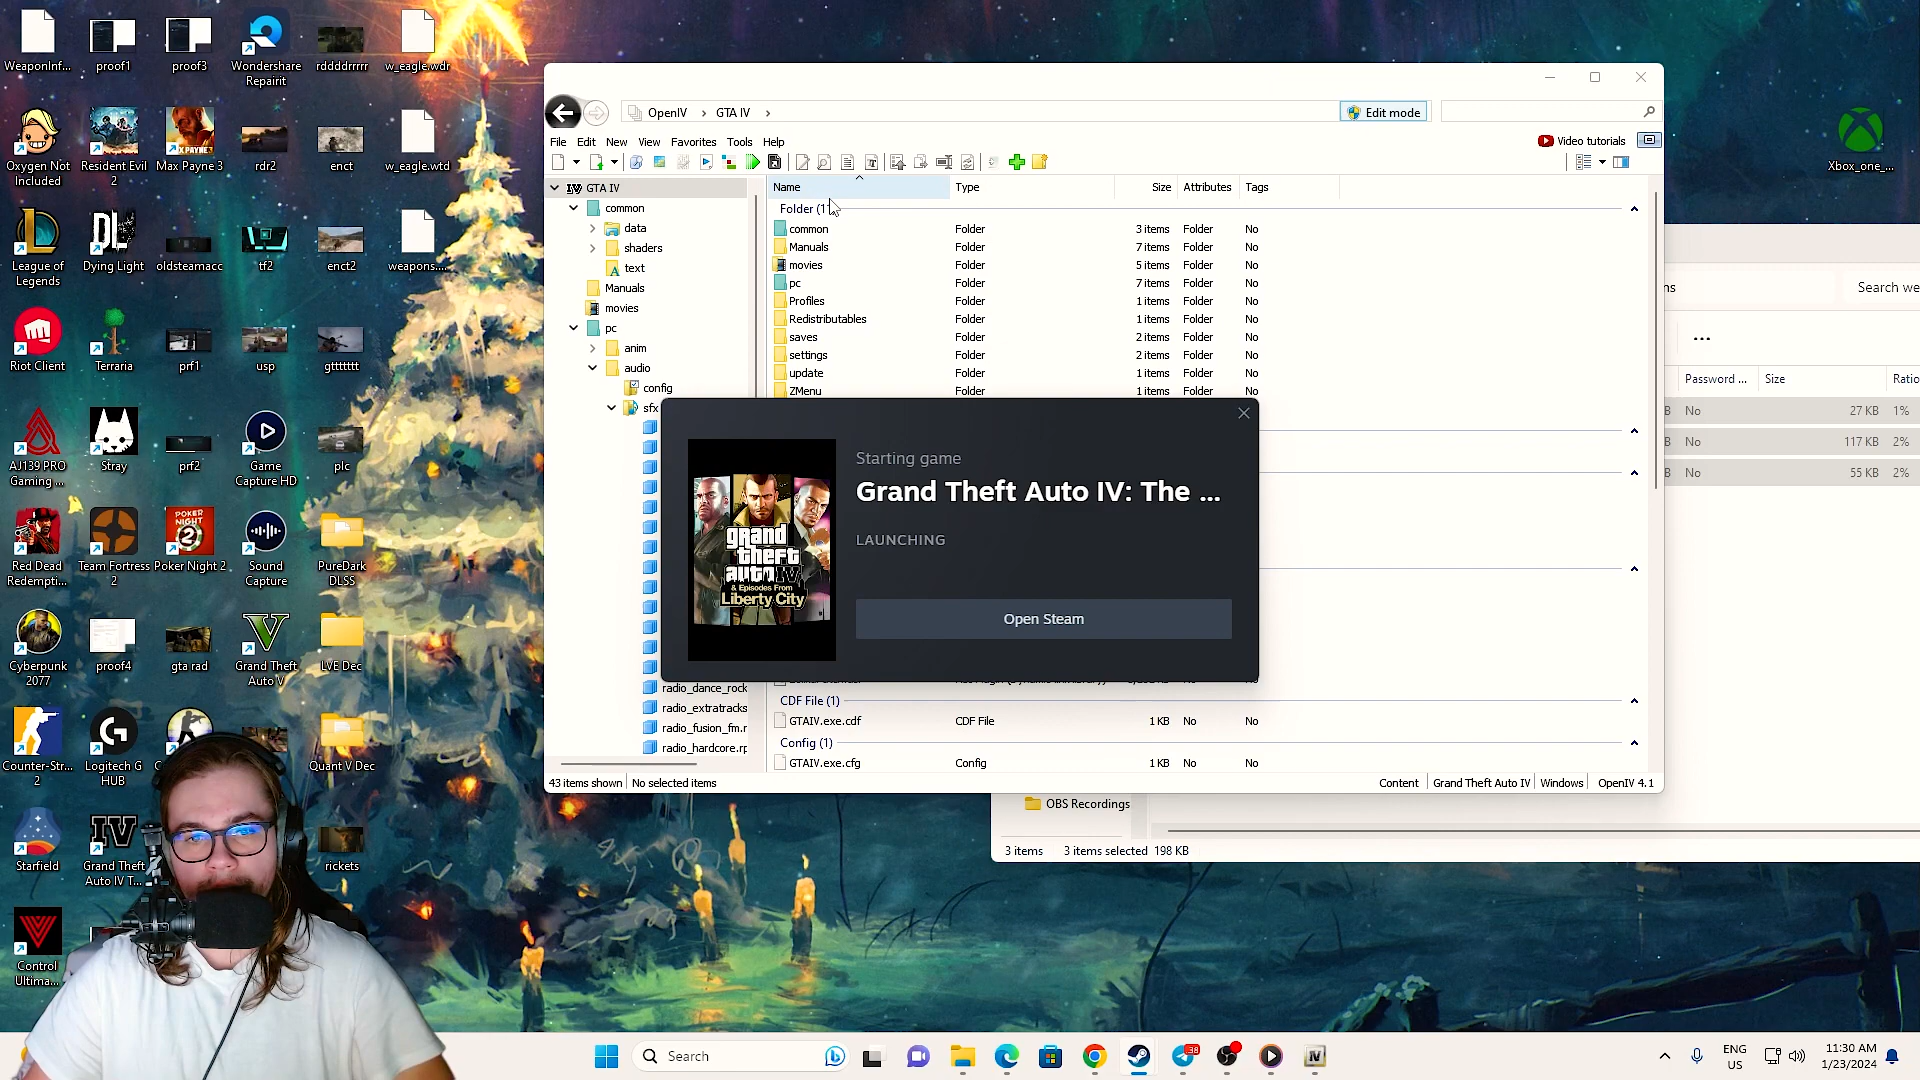 WeaponInf...
proof1
proof3
Wondershare
Repairit
rddddrrrrr
w_eagle.wdr
Oxygen Not
Included
Resident Evil
2
Max Payne 3
rdr2
enct
w_eagle.wtd
League of
Legends
Dying Light
oldsteamacc
tf2
enct2
weapons....
Riot Client
Terraria
prf1
usp
gttttttt
AJ139 PRO
Gaming ...
Stray
prf2
Game
Capture HD
plc
Red Dead
Redempti...
Team Fortress
2
Poker Night 2
Sound
Capture
PureDark
DLSS
Cyberpunk
2077
proof4
gta rad
Grand Theft
Auto V
LVE Dec
Counter-Str...
2
Logitech G
HUB
Quant V Dec
Starfield
Grand Theft
Auto IV T...
rickets
Control
Ultima...
Xbox_one_...
OpenIV
GTA IV
Edit mode
File Edit New View Favorites Tools Help
Video tutorials
GTA IV
common
data
shaders
text
Manuals
movies
pc
anim
audio
config
sfx
radio_dance_rock
radio_extratracks
radio_fusion_fm.r
radio_hardcore.rp
Name Type Size Attributes Tags
common Folder 3 items Folder No
Manuals Folder 7 items Folder No
movies Folder 5 items Folder No
pc Folder 7 items Folder No
Profiles Folder 1 items Folder No
Redistributables Folder 1 items Folder No
saves Folder 2 items Folder No
settings Folder 2 items Folder No
update Folder 1 items Folder No
ZMenu Folder 1 items Folder No
Starting game
Grand Theft Auto IV: The ...
LAUNCHING
Open Steam
grand
theft
auto IV
& Episodes From
Liberty City
CDF File (1)
GTAIV.exe.cdf CDF File 1 KB No No
Config (1)
GTAIV.exe.cfg Config 1 KB No No
43 items shown No selected items
Content Grand Theft Auto IV Windows OpenIV 4.1
Search we
...
Password ... Size Ratio
No 27 KB 1%
No 117 KB 2%
No 55 KB 2%
OBS Recordings
3 items 3 items selected 198 KB
Search
38
ENG
US
11:30 AM
1/23/2024